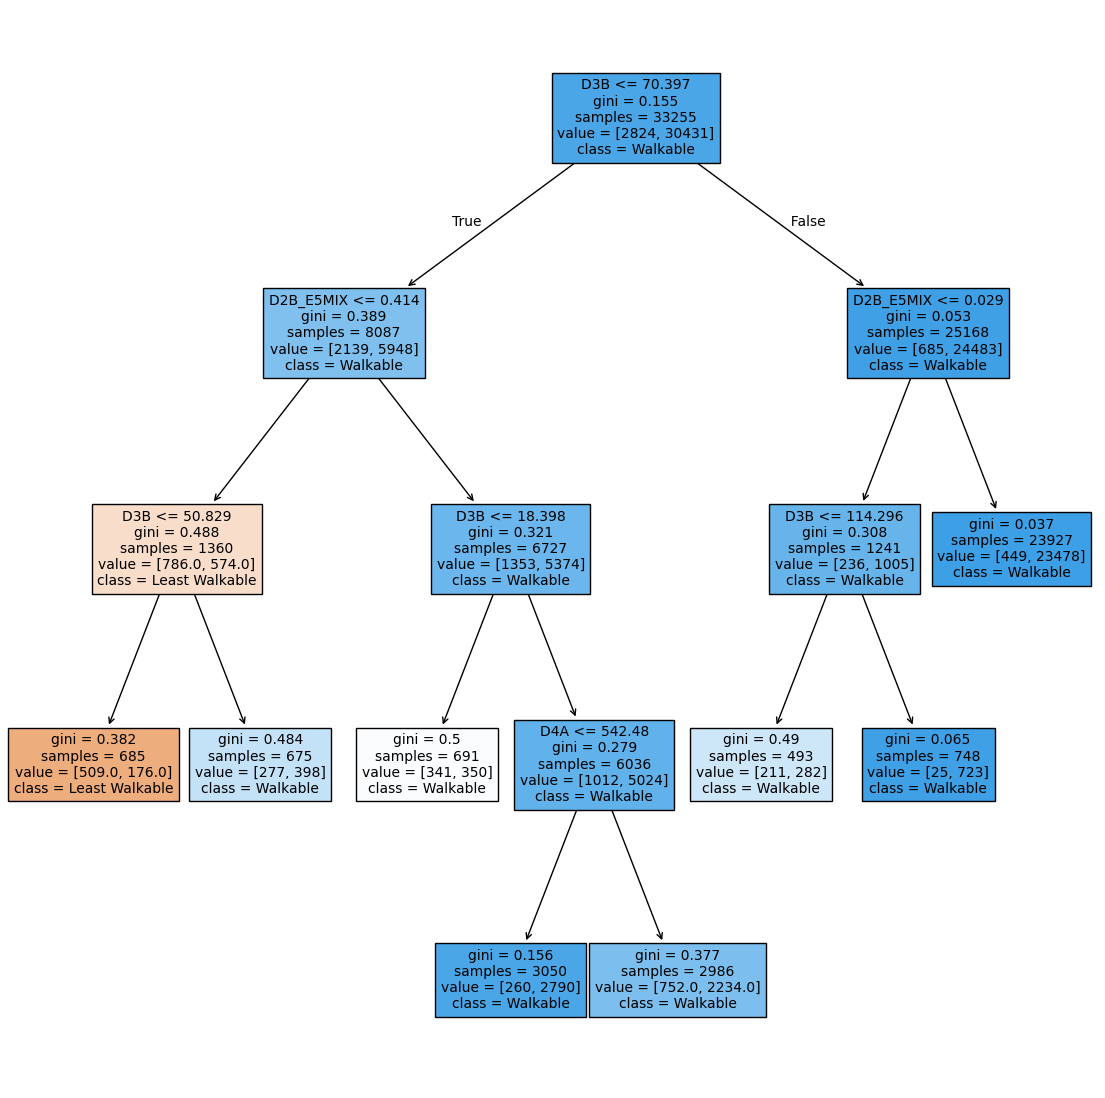 D3B <= 70.397
gini = 0.155
samples = 33255
value = [2824, 30431]
class = Walkable
True
False
D2B_E5MIX <= 0.414
gini = 0.389
samples = 8087
value = [2139, 5948]
class = Walkable
D2B_E5MIX <= 0.029
gini = 0.053
samples = 25168
value = [685, 24483]
class = Walkable
D3B <= 50.829
gini = 0.488
samples = 1360
value = [786.0, 574.0]
class = Least Walkable
D3B <= 18.398
gini = 0.321
samples = 6727
value = [1353, 5374]
class = Walkable
D3B <= 114.296
gini = 0.308
samples = 1241
value = [236, 1005]
class = Walkable
gini = 0.037
samples = 23927
value = [449, 23478]
class = Walkable
gini = 0.382
samples = 685
value = [509.0, 176.0]
class = Least Walkable
gini = 0.484
samples = 675
value = [277, 398]
class = Walkable
gini = 0.5
samples = 691
value = [341, 350]
class = Walkable
D4A <= 542.48
gini = 0.279
samples = 6036
value = [1012, 5024]
class = Walkable
gini = 0.49
samples = 493
value = [211, 282]
class = Walkable
gini = 0.065
samples = 748
value = [25, 723]
class = Walkable
gini = 0.156
samples = 3050
value = [260, 2790]
class = Walkable
gini = 0.377
samples = 2986
value = [752.0, 2234.0]
class = Walkable